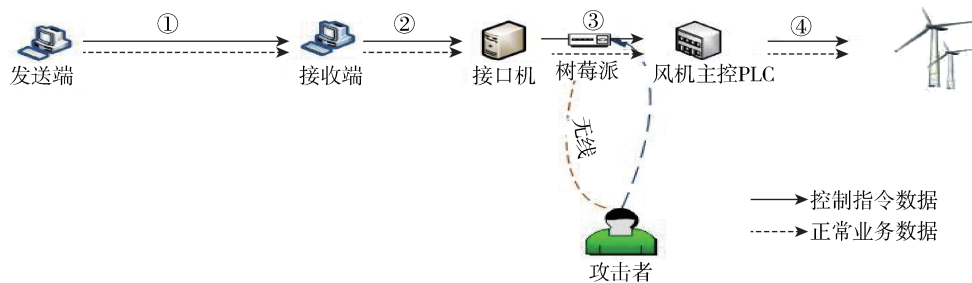 ①
②
③
④
发送端
接收端
接口机
树莓派
风机主控PLC
无线
控制指令数据
正常业务数据
攻击者